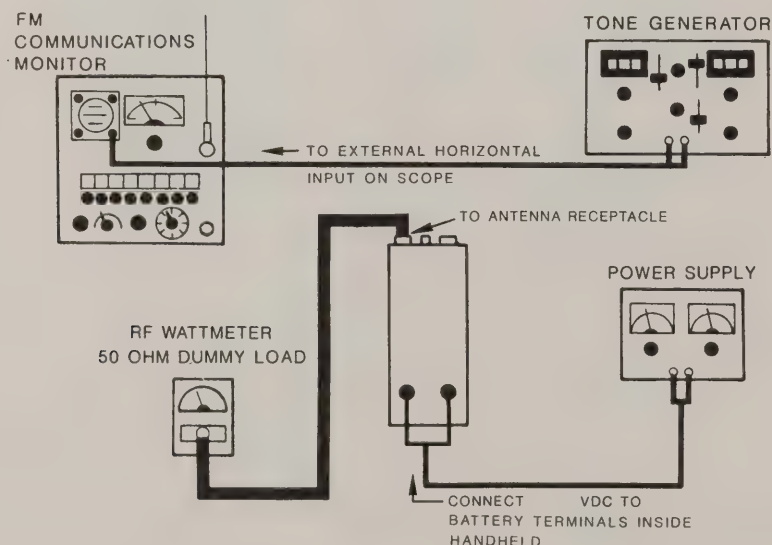 FM
COMMUNICATIONS
MONITOR
TONE GENERATOR
TO EXTERNAL HORIZONTAL
INPUT ON SCOPE
TO ANTENNA RECEPTACLE
POWER SUPPLY
RF WATTMETER
50 OHM DUMMY LOAD
CONNECT VDC TO
BATTERY TERMINALS INSIDE
HANDHELD